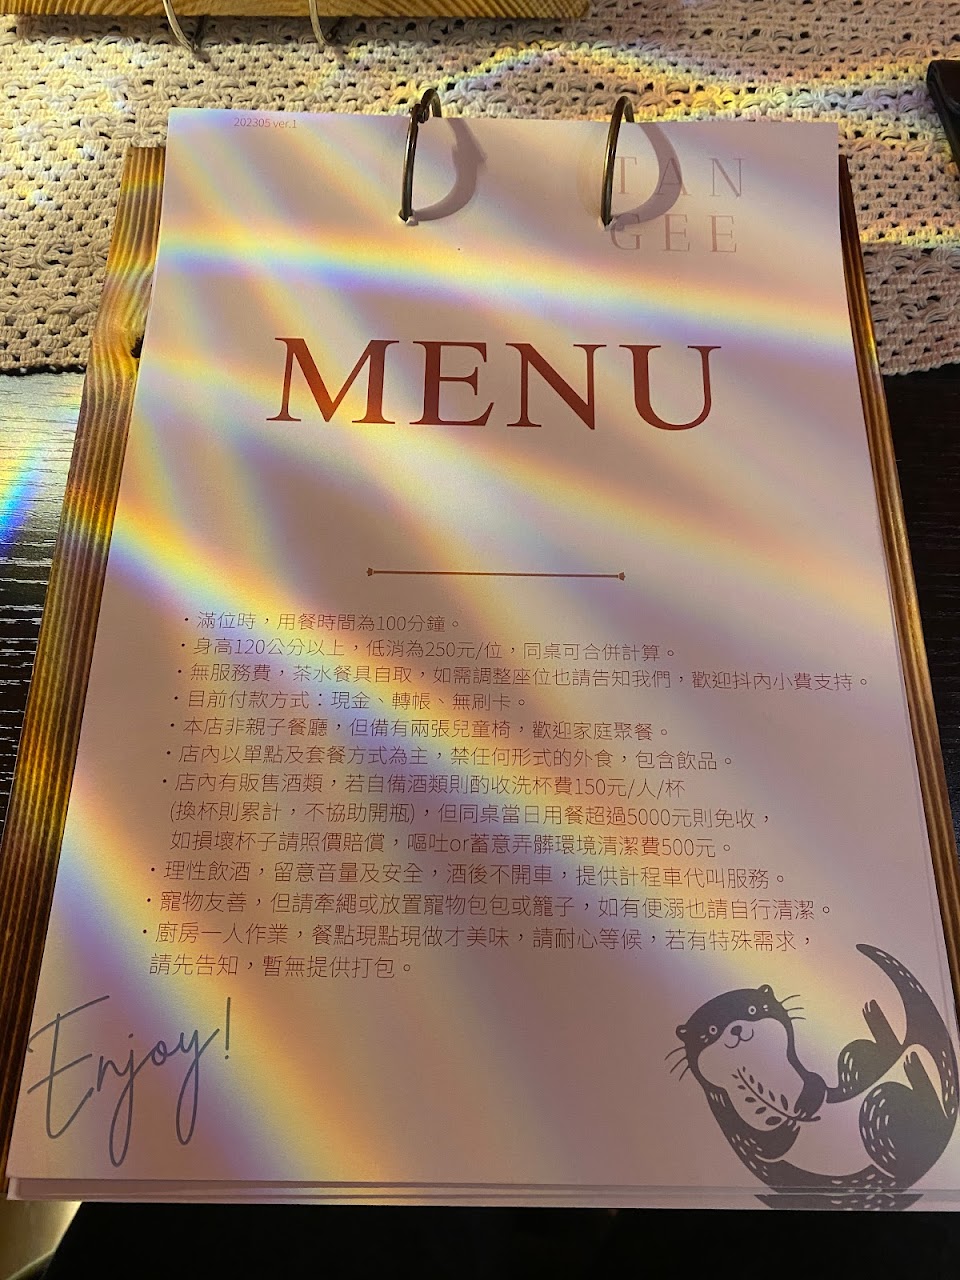 202305 ver.1
TAN
GEE
MENU
・滿位時，用餐時間為100分鐘。
・身高120公分以上，低消為250元/位，同桌可合併計算。
・無服務費，茶水餐具自取，如需調整座位也請告知我們，歡迎抖內小費支持。
・目前付款方式：現金、轉帳、無刷卡。
・本店非親子餐廳，但備有兩張兒童椅，歡迎家庭聚餐。
・店內以單點及套餐方式為主，禁任何形式的外食，包含飲品。
・店內有販售酒類，若自備酒類則酌收洗杯費150元/人/杯
(換杯則累計，不協助開瓶)，但同桌當日用餐超過5000元則免收，
如損壞杯子請照價賠償，嘔吐or蓄意弄髒環境清潔費500元。
・理性飲酒，留意音量及安全，酒後不開車，提供計程車代叫服務。
・寵物友善，但請牽繩或放置寵物包包或籠子，如有便溺也請自行清潔。
・廚房一人作業，餐點現點現做才美味，請耐心等候，若有特殊需求，
請先告知，暫無提供打包。
Enjoy!